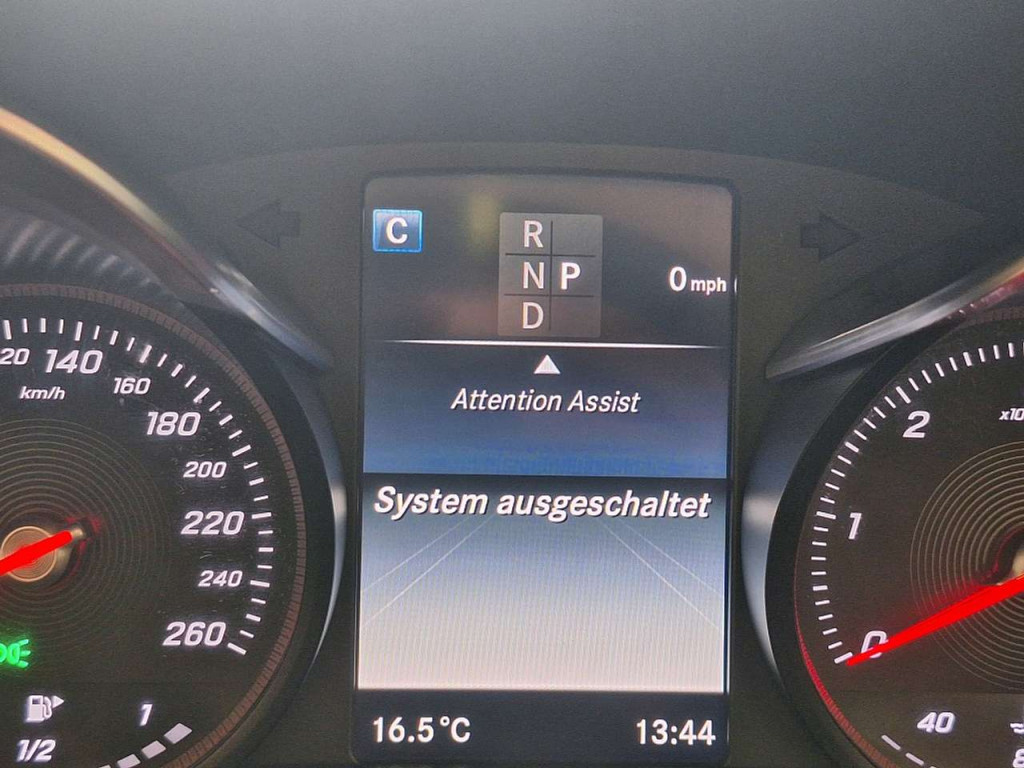 C
R
N P
D
0 mph
Attention Assist
System ausgeschaltet
16.5°C
13:44
20
140
km/h
160
180
200
220
240
260
1
1/2
2
1
0
40